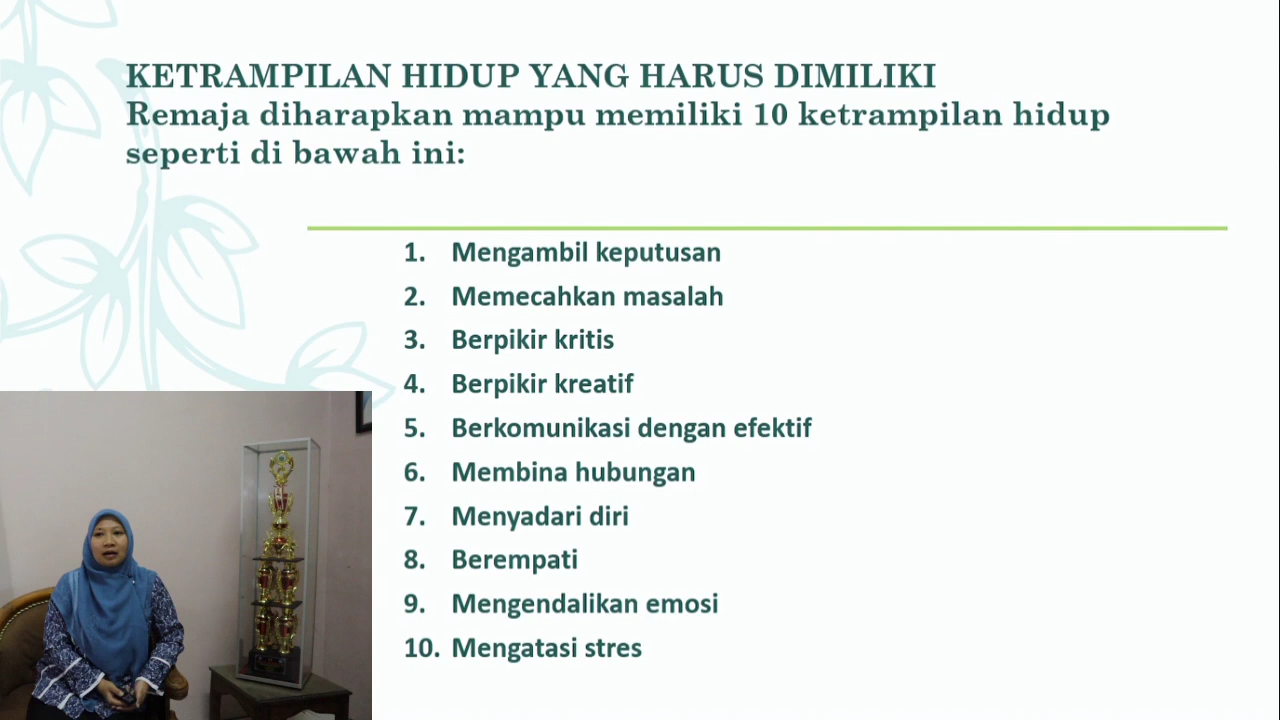 KETRAMPILAN HIDUP YANG HARUS DIMILIKI
Remaja diharapkan mampu memiliki 10 ketrampilan hidup
seperti di bawah ini:
1. Mengambil keputusan
2. Memecahkan masalah
3. Berpikir kritis
4. Berpikir kreatif
5. Berkomunikasi dengan efektif
6. Membina hubungan
7. Menyadari diri
8. Berempati
9. Mengendalikan emosi
10. Mengatasi stres